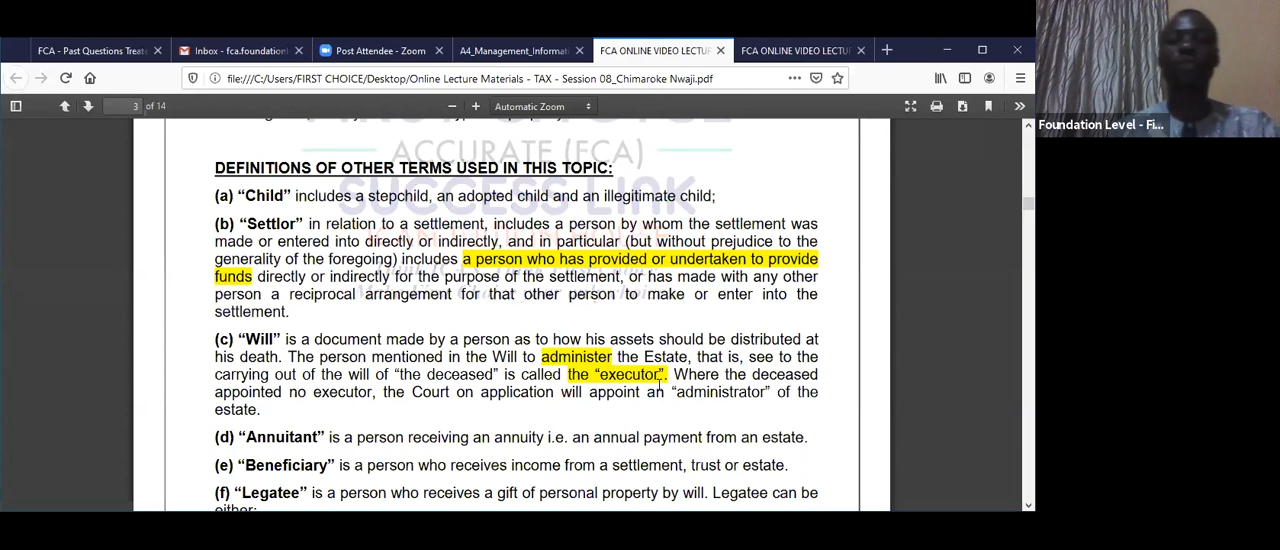 FCA - Past Questions Treate
Inbox - fca.foundation
Post Attendee - Zoom
A4_Management_Informati
FCA ONLINE VIDEO LECTUR
FCA ONLINE VIDEO LECTUR
file:///C:/Users/FIRST CHOICE/Desktop/Online Lecture Materials - TAX - Session 08_Chimaroke Nwaji.pdf
3 of 14
Automatic Zoom
Foundation Level - Fi...
ACCURATE (FCA)
SUCCESS LINK
DEFINITIONS OF OTHER TERMS USED IN THIS TOPIC:
(a) “Child” includes a stepchild, an adopted child and an illegitimate child;
(b) “Settlor” in relation to a settlement, includes a person by whom the settlement was
made or entered into directly or indirectly, and in particular (but without prejudice to the
generality of the foregoing) includes a person who has provided or undertaken to provide
funds directly or indirectly for the purpose of the settlement, or has made with any other
person a reciprocal arrangement for that other person to make or enter into the
settlement.
(c) “Will” is a document made by a person as to how his assets should be distributed at
his death. The person mentioned in the Will to administer the Estate, that is, see to the
carrying out of the will of “the deceased” is called the “executor”. Where the deceased
appointed no executor, the Court on application will appoint an “administrator” of the
estate.
(d) “Annuitant” is a person receiving an annuity i.e. an annual payment from an estate.
(e) “Beneficiary” is a person who receives income from a settlement, trust or estate.
(f) “Legatee” is a person who receives a gift of personal property by will. Legatee can be
either: